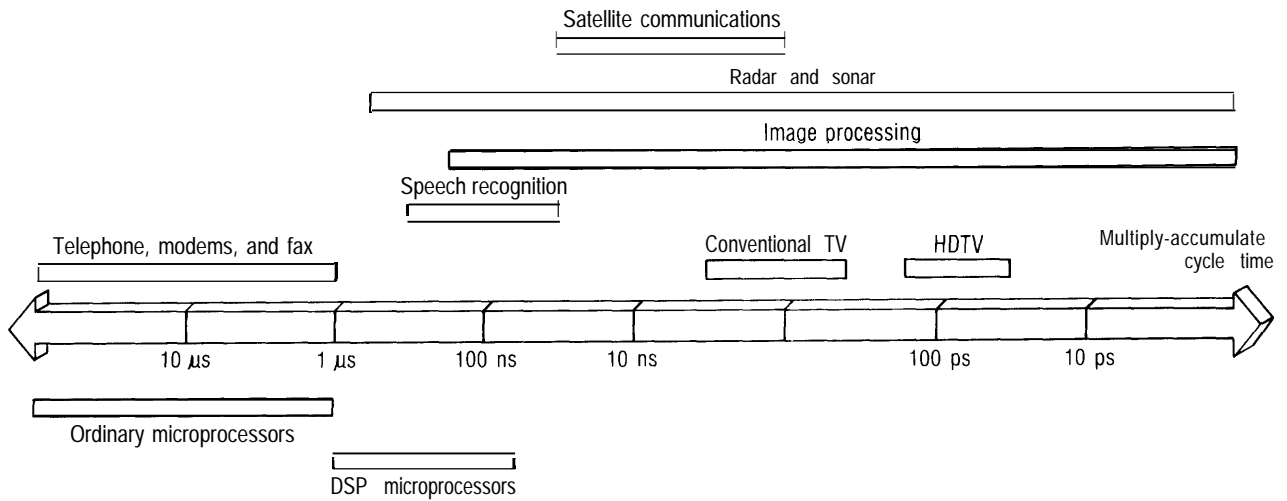 Satellite communications
Radar and sonar
Image processing
Speech recognition
Telephone, modems, and fax
Conventional TV
HDTV
Multiply-accumulate
cycle time
10 μs
1 μs
100 ns
10 ns
100 ps
10 ps
Ordinary microprocessors
DSP microprocessors